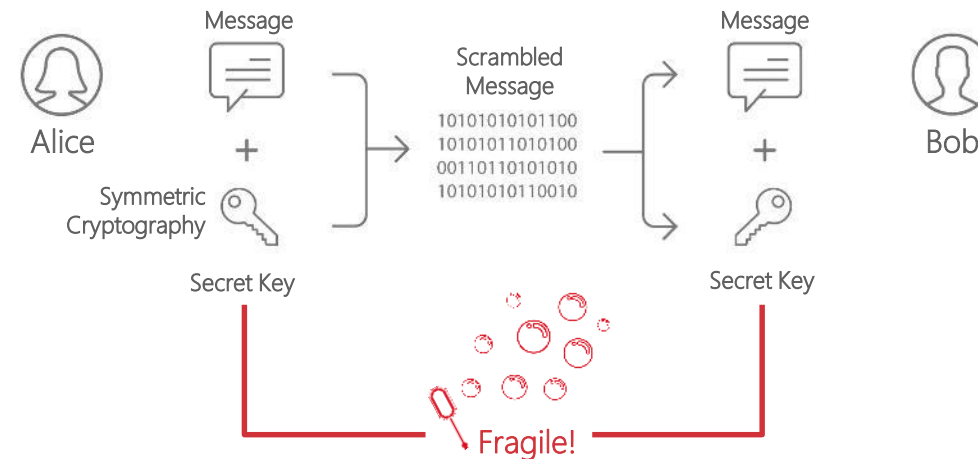 Message
Message
Scrambled
Message
10101010101100
10101011010100
00110110101010
10101010110010
Alice
+
+
Bob
Symmetric
Cryptography
Secret Key
Secret Key
Fragile!